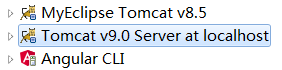 MyEclipse Tomcat v8.5
Tomcat v9.0 Server at localhost
Angular CLI